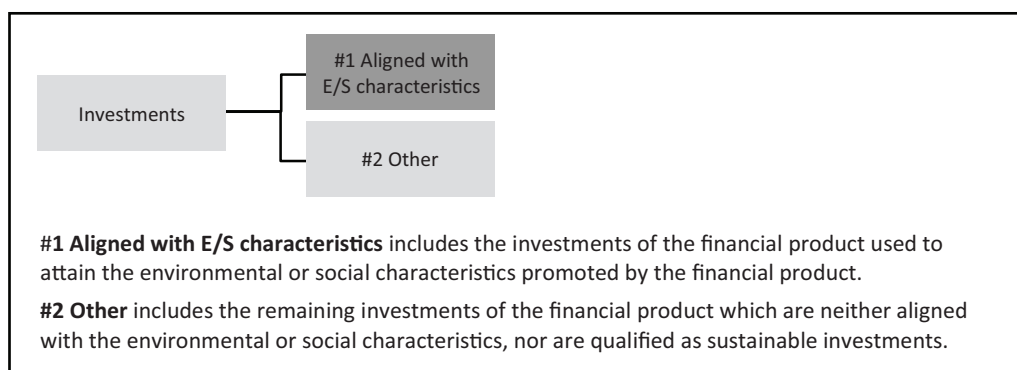 #1 Aligned with
E/S characteristics
Investments
#2 Other
#1 Aligned with E/S characteristics includes the investments of the financial product used to
attain the environmental or social characteristics promoted by the financial product.
#2 Other includes the remaining investments of the financial product which are neither aligned
with the environmental or social characteristics, nor are qualified as sustainable investments.